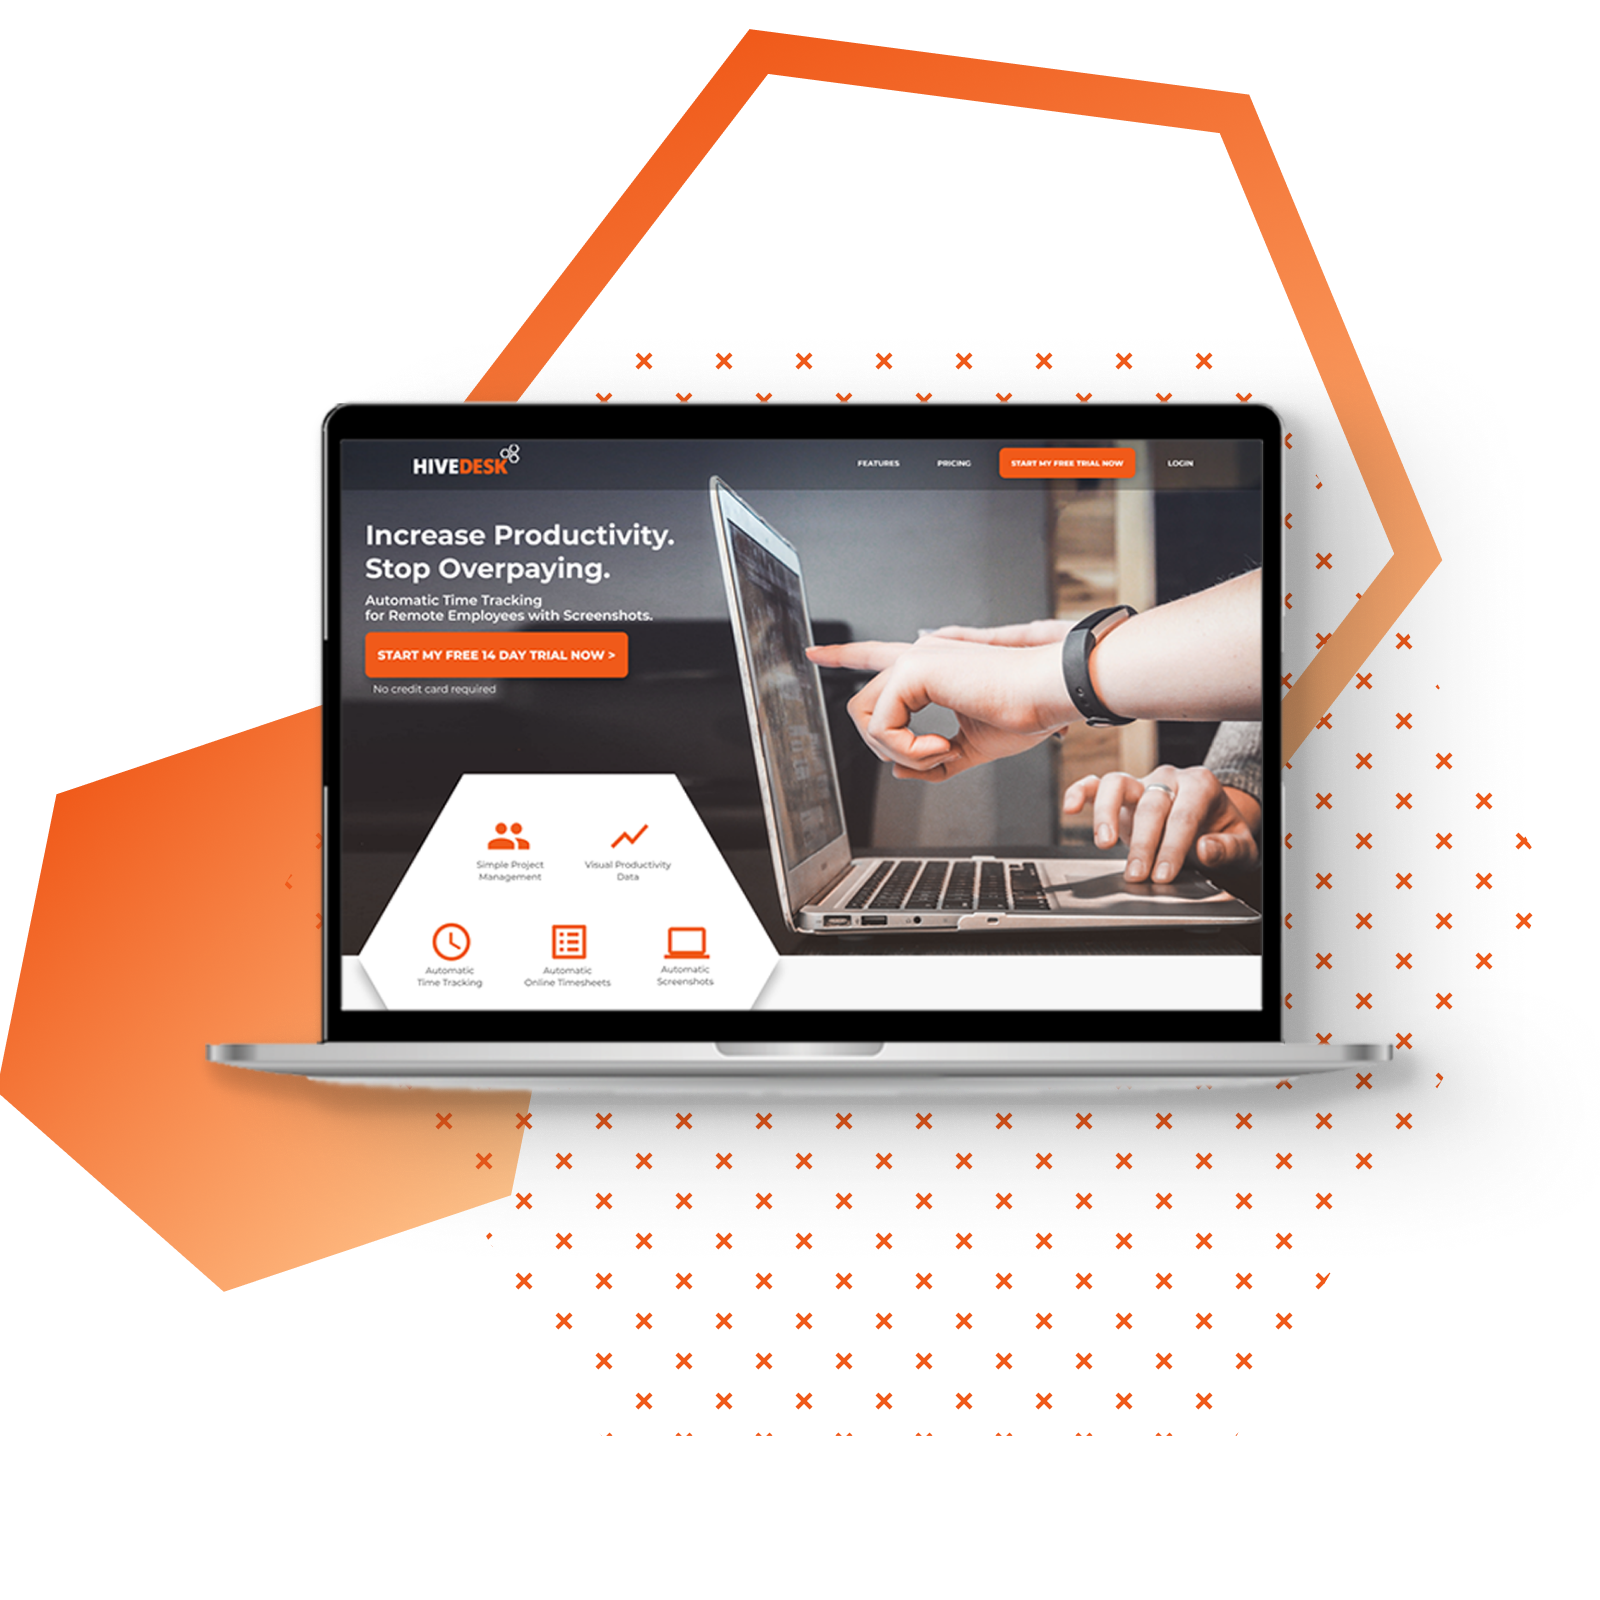 HIVEDESK
FEATURES
PRICING
START MY FREE TRIAL NOW
LOGIN
Increase Productivity.
Stop Overpaying.
Automatic Time Tracking
for Remote Employees with Screenshots.
START MY FREE 14 DAY TRIAL NOW >
No credit card required
Simple Project
Management
Visual Productivity
Data
Automatic
Time Tracking
Automatic
Online Timesheets
Automatic
Screenshots